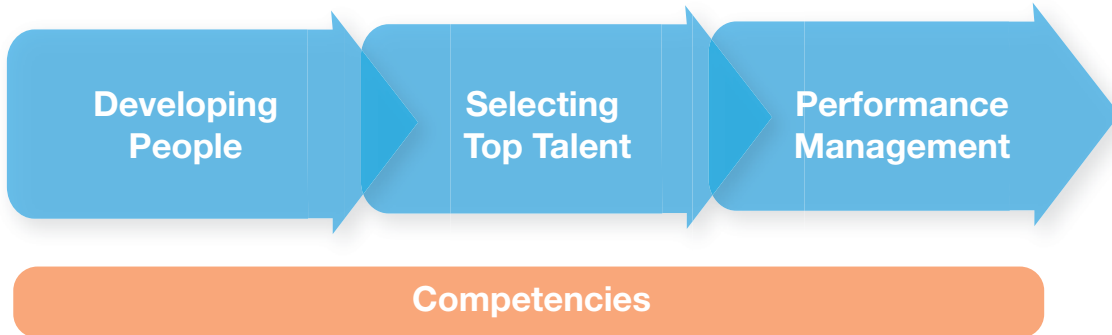 Developing
People
Selecting
Top Talent
Performance
Management
Competencies